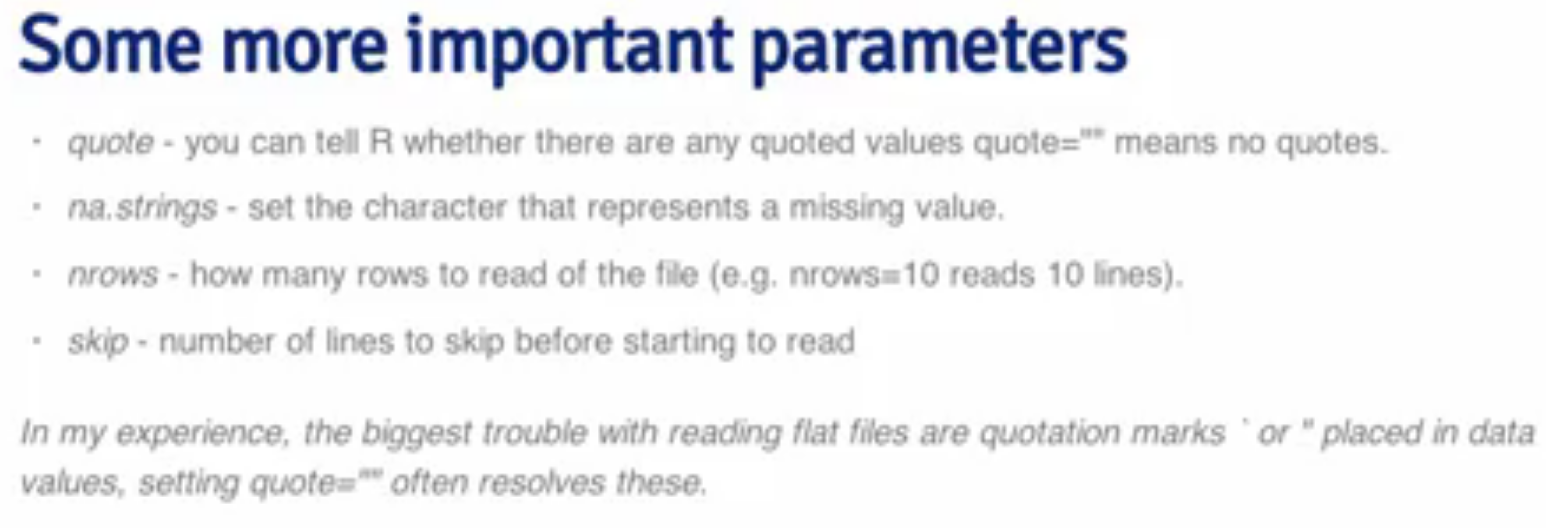 Some more important parameters
· quote - you can tell R whether there are any quoted values quote="" means no quotes.
· na.strings - set the character that represents a missing value.
· nrows - how many rows to read of the file (e.g. nrows=10 reads 10 lines).
· skip - number of lines to skip before starting to read
In my experience, the biggest trouble with reading flat files are quotation marks ` or " placed in data
values, setting quote="" often resolves these.